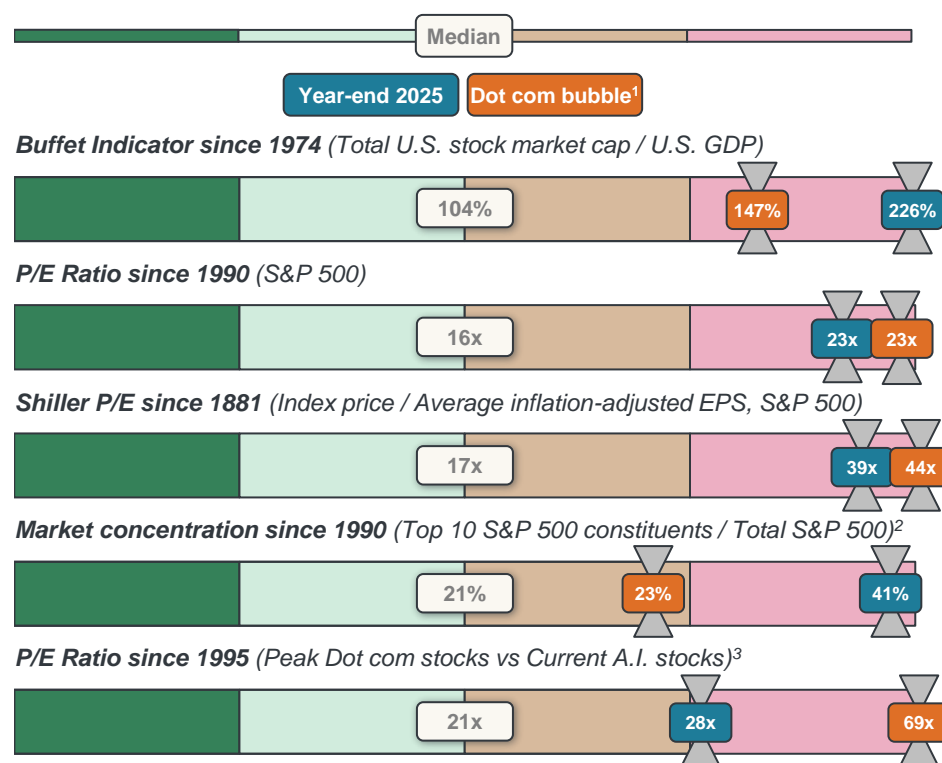 Median
Year-end 2025 Dot com bubble¹
Buffet Indicator since 1974 (Total U.S. stock market cap / U.S. GDP)
104% 147% 226%
P/E Ratio since 1990 (S&P 500)
16x 23x 23x
Shiller P/E since 1881 (Index price / Average inflation-adjusted EPS, S&P 500)
17x 39x 44x
Market concentration since 1990 (Top 10 S&P 500 constituents / Total S&P 500)²
21% 23% 41%
P/E Ratio since 1995 (Peak Dot com stocks vs Current A.I. stocks)³
21x 28x 69x